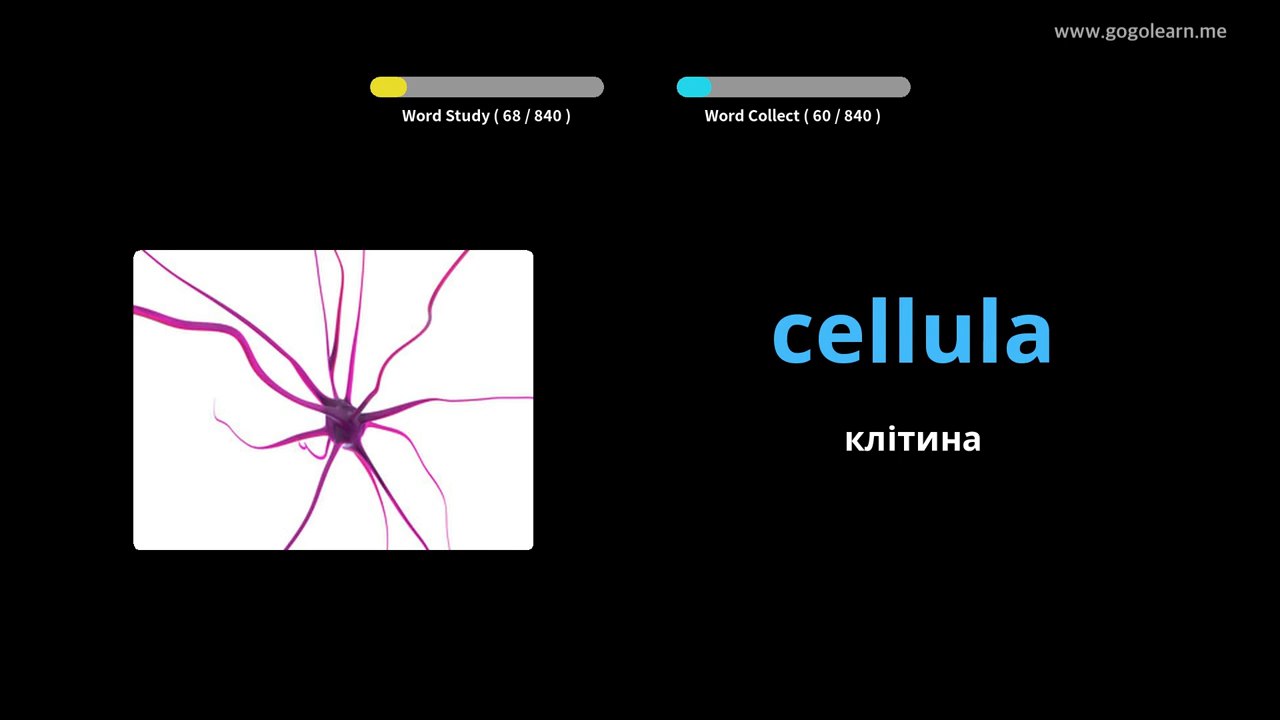 www.gogolearn.me
Word Study ( 68 / 840 )
Word Collect ( 60 / 840 )
cellula
клітина